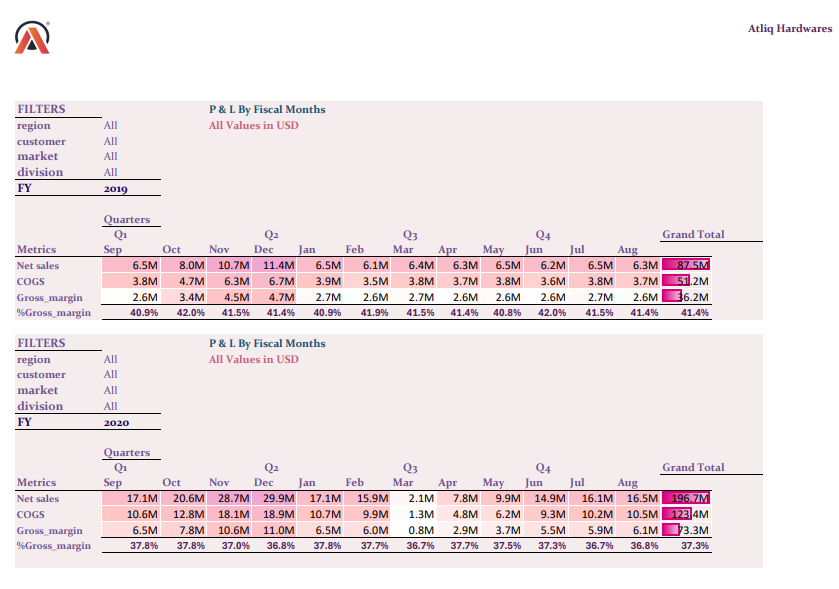 Atliq Hardwares
FILTERS P & L By Fiscal Months
region All All Values in USD
customer All
market All
division All
FY 2019
Quarters
Q1 Q2 Q3 Q4 Grand Total
Metrics Sep Oct Nov Dec Jan Feb Mar Apr May Jun Jul Aug
Net sales 6.5M 8.0M 10.7M 11.4M 6.5M 6.1M 6.4M 6.3M 6.5M 6.2M 6.5M 6.3M 87.5M
COGS 3.8M 4.7M 6.3M 6.7M 3.9M 3.5M 3.8M 3.7M 3.8M 3.6M 3.8M 3.7M 51.2M
Gross_margin 2.6M 3.4M 4.5M 4.7M 2.7M 2.6M 2.7M 2.6M 2.6M 2.6M 2.7M 2.6M 36.2M
%Gross_margin 40.9% 42.0% 41.5% 41.4% 40.9% 41.9% 41.5% 41.4% 40.8% 42.0% 41.5% 41.4% 41.4%
FILTERS P & L By Fiscal Months
region All All Values in USD
customer All
market All
division All
FY 2020
Quarters
Q1 Q2 Q3 Q4 Grand Total
Metrics Sep Oct Nov Dec Jan Feb Mar Apr May Jun Jul Aug
Net sales 17.1M 20.6M 28.7M 29.9M 17.1M 15.9M 2.1M 7.8M 9.9M 14.9M 16.1M 16.5M 196.7M
COGS 10.6M 12.8M 18.1M 18.9M 10.7M 9.9M 1.3M 4.8M 6.2M 9.3M 10.2M 10.5M 123.4M
Gross_margin 6.5M 7.8M 10.6M 11.0M 6.5M 6.0M 0.8M 2.9M 3.7M 5.5M 5.9M 6.1M 73.3M
%Gross_margin 37.8% 37.8% 37.0% 36.8% 37.8% 37.7% 36.7% 37.7% 37.5% 37.3% 36.7% 36.8% 37.3%